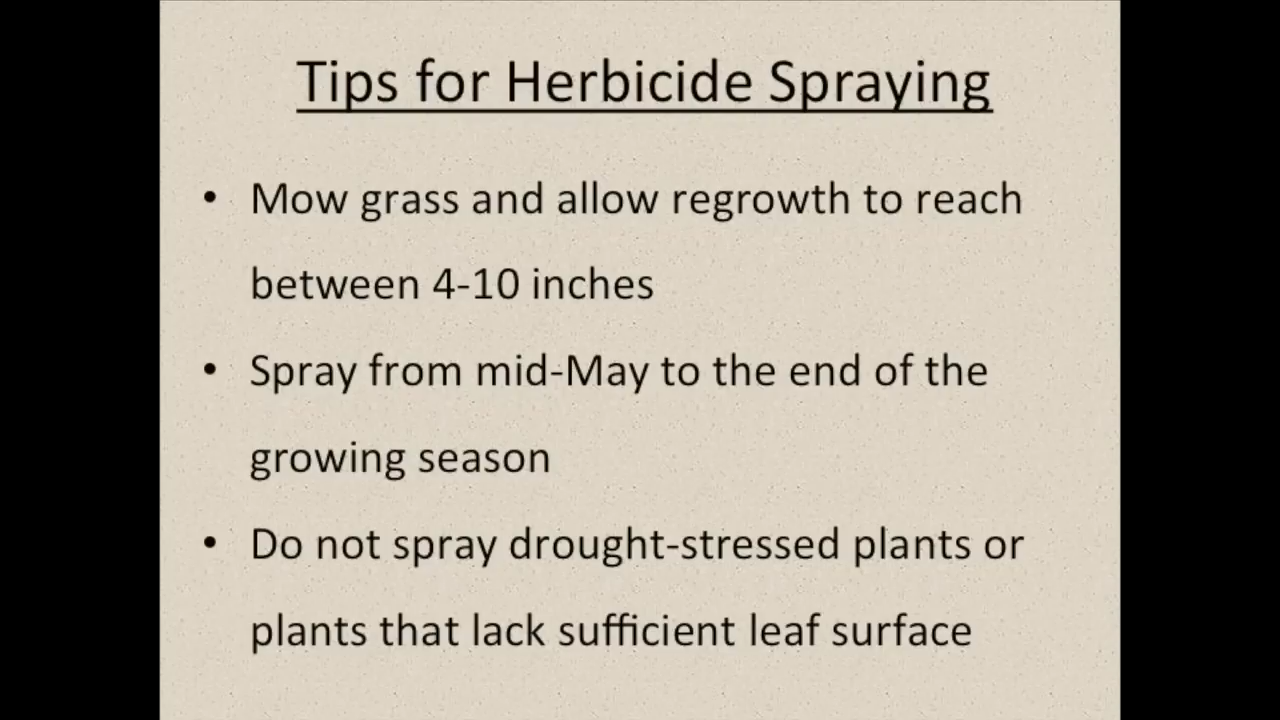 Tips for Herbicide Spraying
• Mow grass and allow regrowth to reach
between 4-10 inches
• Spray from mid-May to the end of the
growing season
• Do not spray drought-stressed plants or
plants that lack sufficient leaf surface